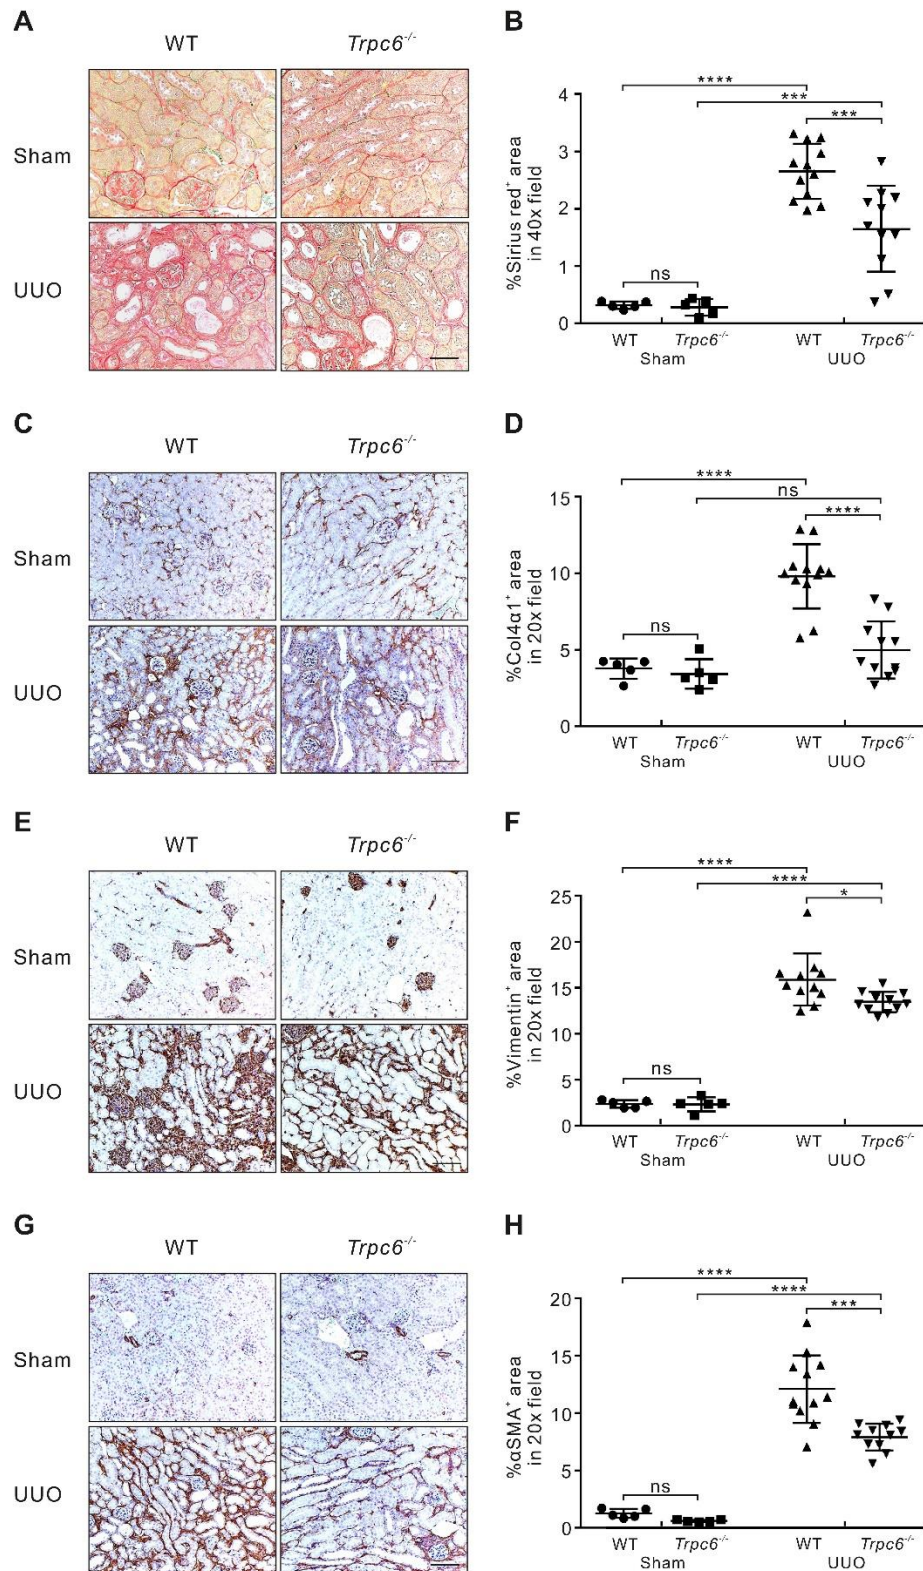 A
WT Trpc6-/-
Sham
UUO
B
****
***
***
ns
%Sirius red+ area
in 40x field
4
3
2
1
0
WT Trpc6-/- WT Trpc6-/-
Sham UUO
C
WT Trpc6-/-
Sham
UUO
D
****
ns
****
ns
%Col4α1+ area
in 20x field
15
10
5
0
WT Trpc6-/- WT Trpc6-/-
Sham UUO
E
WT Trpc6-/-
Sham
UUO
F
****
****
*
ns
%Vimentin+ area
in 20x field
25
20
15
10
5
0
WT Trpc6-/- WT Trpc6-/-
Sham UUO
G
WT Trpc6-/-
Sham
UUO
H
****
****
***
ns
%αSMA+ area
in 20x field
20
15
10
5
0
WT Trpc6-/- WT Trpc6-/-
Sham UUO